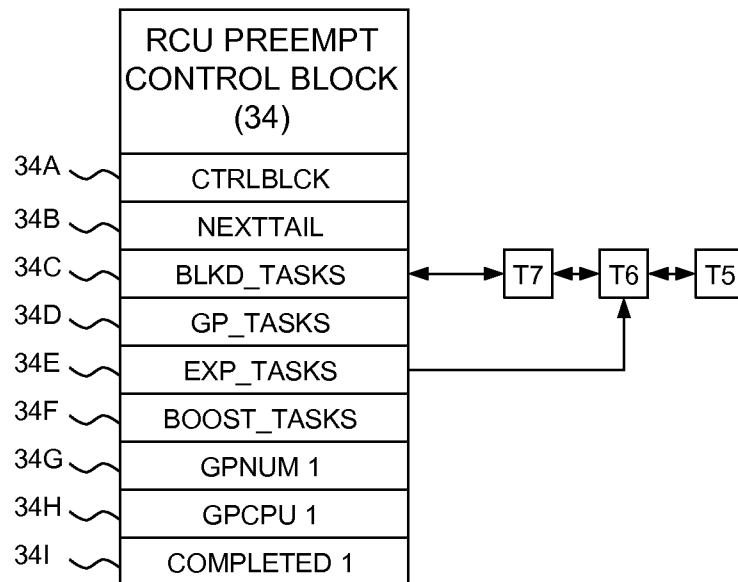 RCU PREEMPT
CONTROL BLOCK
(34)
34A CTRLBLCK
34B NEXTTAIL
34C BLKD_TASKS T7 T6 T5
34D GP_TASKS
34E EXP_TASKS
34F BOOST_TASKS
34G GPNUM 1
34H GPCPU 1
34I COMPLETED 1